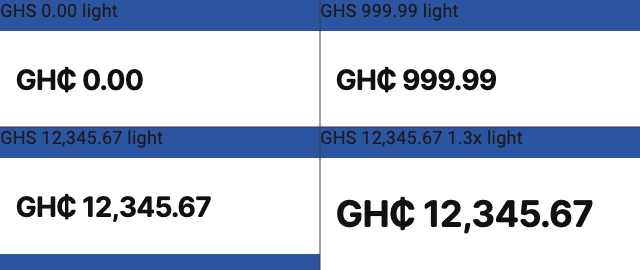 GHS 0.00 light
GH₵ 0.00
GHS 999.99 light
GH₵ 999.99
GHS 12,345.67 light
GH₵ 12,345.67
GHS 12,345.67 1.3x light
GH₵ 12,345.67